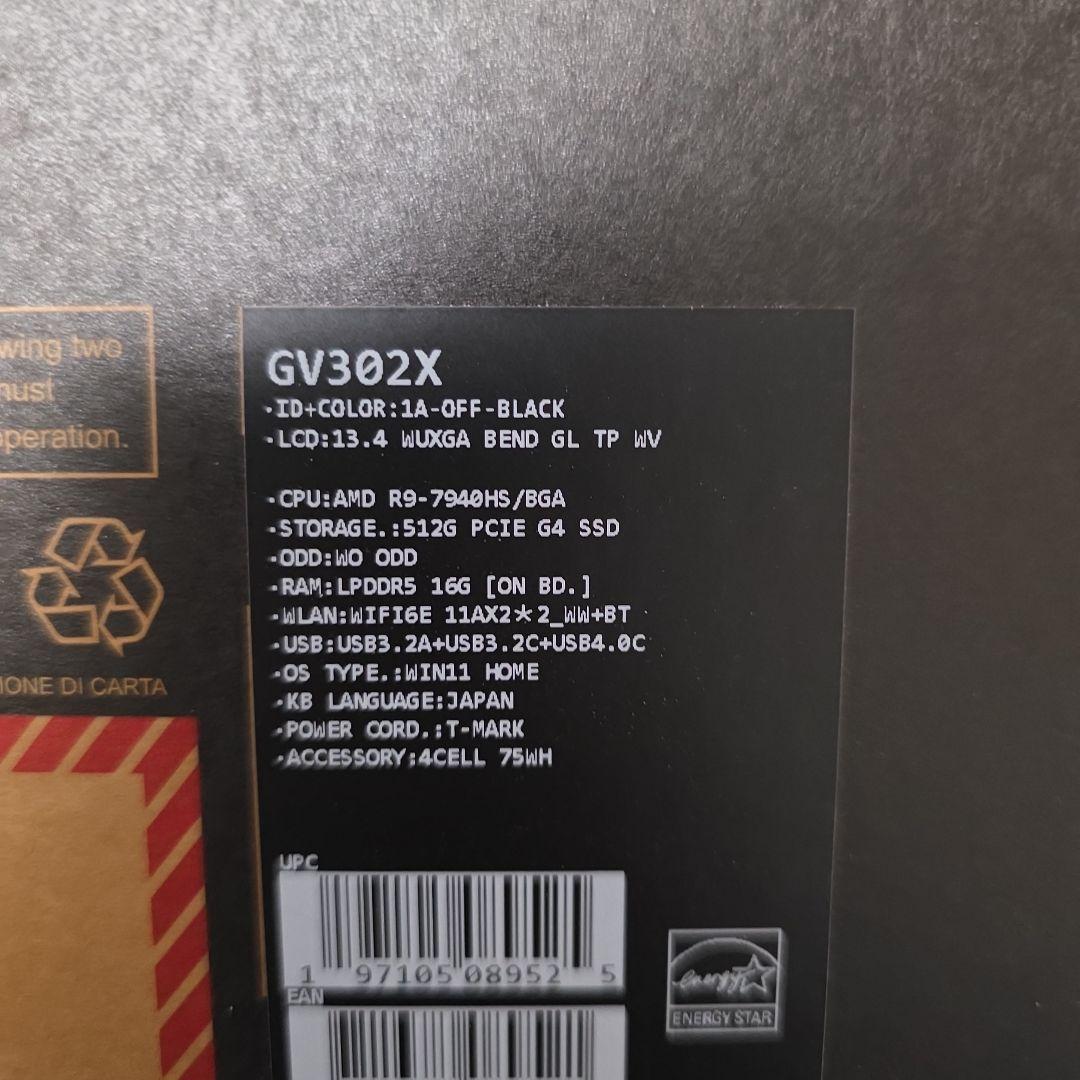 wing two
must
operation.
IONE DI CARTA
GV302X
·ID+COLOR:1A-OFF-BLACK
·LCD:13.4 WUXGA BEND GL TP WV
·CPU:AMD R9-7940HS/BGA
·STORAGE.:512G PCIE G4 SSD
·ODD:WO ODD
·RAM:LPDDR5 16G [ON BD.]
·WLAN:WIFI6E 11AX2*2_WW+BT
·USB:USB3.2A+USB3.2C+USB4.0C
·OS TYPE.:WIN11 HOME
·KB LANGUAGE:JAPAN
·POWER CORD.:T-MARK
·ACCESSORY:4CELL 75WH
UPC
1 97105 08952 5
EAN
energy
ENERGY STAR